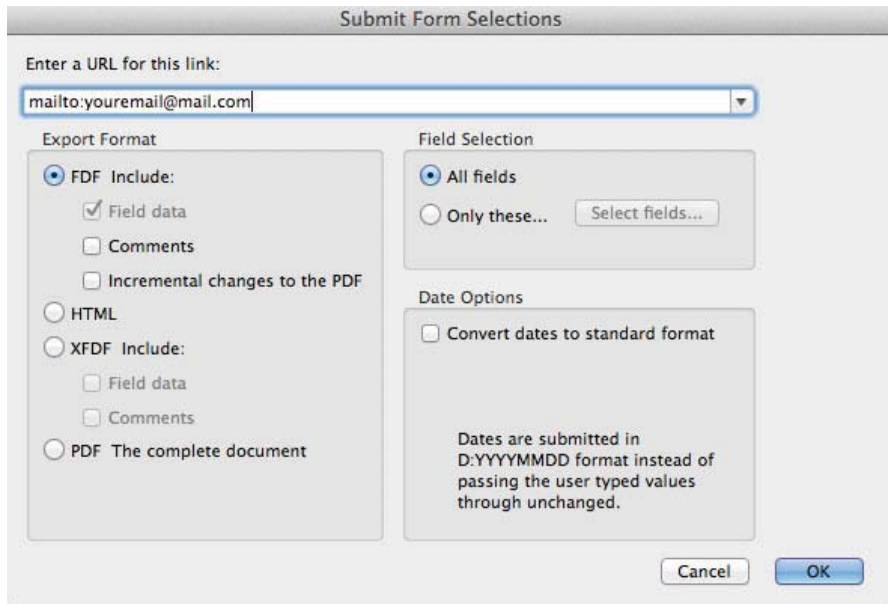 Submit Form Selections
Enter a URL for this link:
mailto:youremail@mail.com
Export Format
FDF Include:
Field data
Comments
Incremental changes to the PDF
HTML
XFDF Include:
Field data
Comments
PDF The complete document
Field Selection
All fields
Only these... Select fields...
Date Options
Convert dates to standard format
Dates are submitted in
D:YYYYMMDD format instead of
passing the user typed values
through unchanged.
Cancel OK